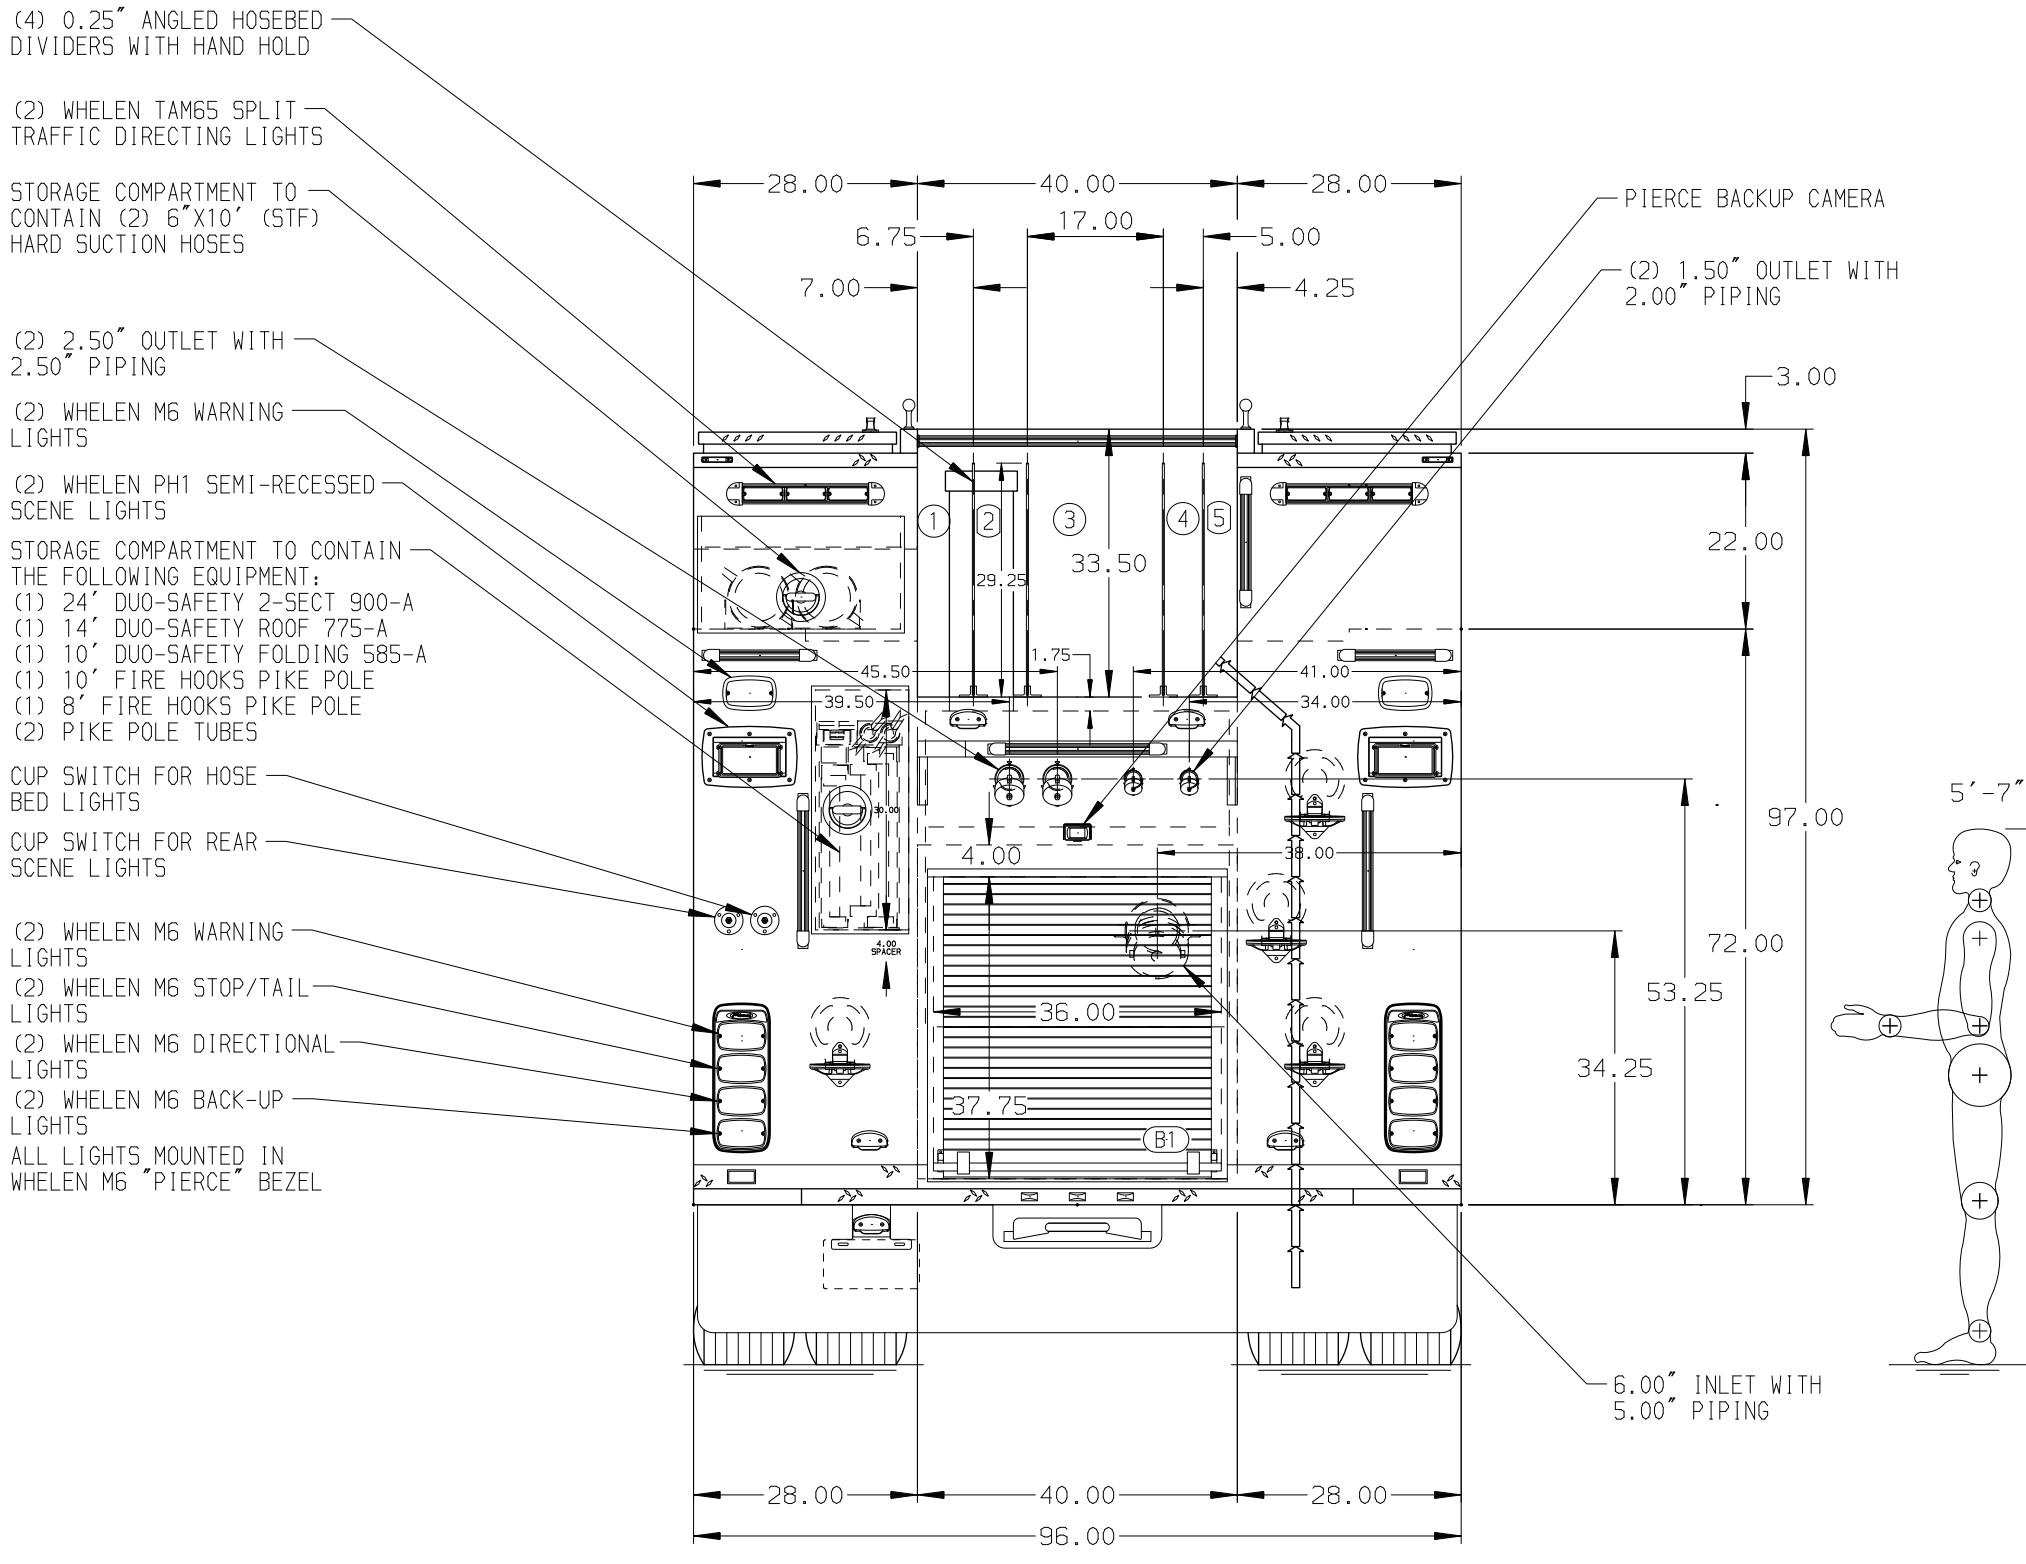 (4) 0.25" ANGLED HOSEBED
DIVIDERS WITH HAND HOLD
(2) WHELEN TAM65 SPLIT
TRAFFIC DIRECTING LIGHTS
STORAGE COMPARTMENT TO
CONTAIN (2) 6"X10' (STF)
HARD SUCTION HOSES
(2) 2.50" OUTLET WITH
2.50" PIPING
(2) WHELEN M6 WARNING
LIGHTS
(2) WHELEN PH1 SEMI-RECESSED
SCENE LIGHTS
STORAGE COMPARTMENT TO CONTAIN
THE FOLLOWING EQUIPMENT:
(1) 24' DUO-SAFETY 2-SECT 900-A
(1) 14' DUO-SAFETY ROOF 775-A
(1) 10' DUO-SAFETY FOLDING 585-A
(1) 10' FIRE HOOKS PIKE POLE
(1) 8' FIRE HOOKS PIKE POLE
(2) PIKE POLE TUBES
CUP SWITCH FOR HOSE
BED LIGHTS
CUP SWITCH FOR REAR
SCENE LIGHTS
(2) WHELEN M6 WARNING
LIGHTS
(2) WHELEN M6 STOP/TAIL
LIGHTS
(2) WHELEN M6 DIRECTIONAL
LIGHTS
(2) WHELEN M6 BACK-UP
LIGHTS
ALL LIGHTS MOUNTED IN
WHELEN M6 "PIERCE" BEZEL
28.00 40.00 28.00
17.00
6.75 5.00
7.00 4.25
PIERCE BACKUP CAMERA
(2) 1.50" OUTLET WITH
2.00" PIPING
3.00
1 2 3 4 5
22.00
33.50
29.25
1.75
45.50 41.00
39.50 34.00
30.00
5'-7"
97.00
4.00
38.00
4.00
SPACER
72.00
53.25
36.00
34.25
37.75
B1
6.00" INLET WITH
5.00" PIPING
28.00 40.00 28.00
96.00